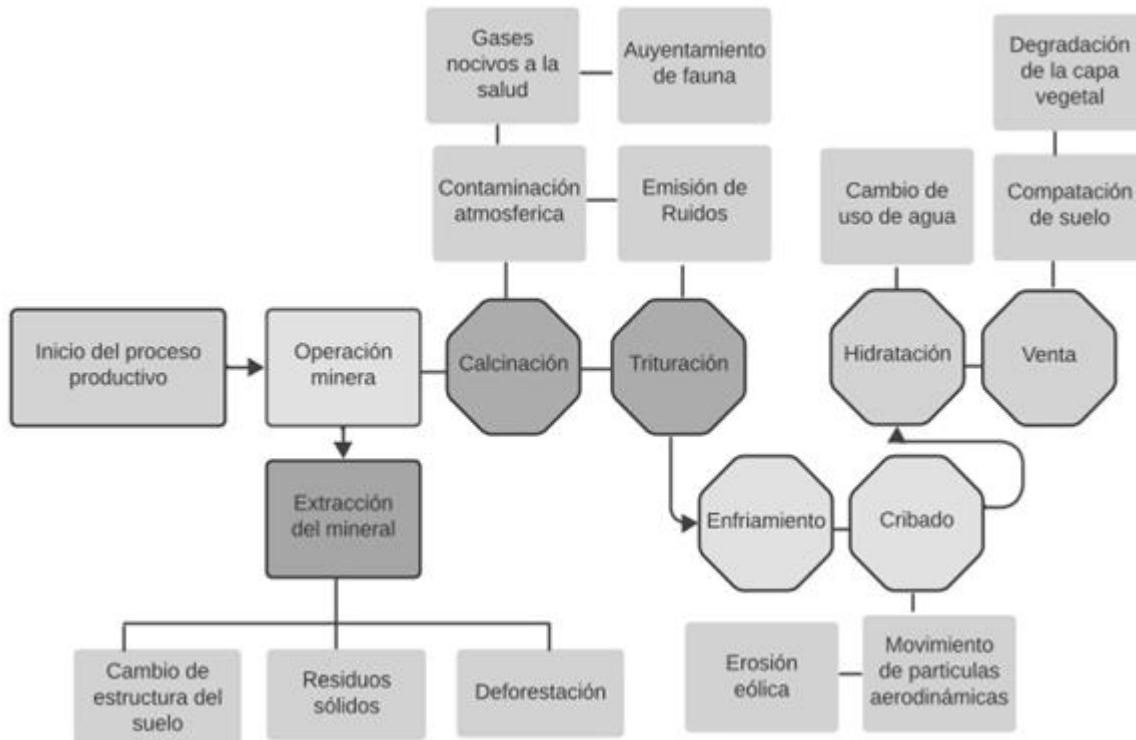 Gases
nocivos a la
salud
Auyentamiento
de fauna
Degradación
de la capa
vegetal
Contaminación
atmosferica
Emisión de
Ruidos
Cambio de
uso de agua
Compatación
de suelo
Inicio del proceso
productivo
Operación
minera
Calcinación
Trituración
Hidratación
Venta
Extracción
del mineral
Enfriamiento
Cribado
Cambio de
estructura del
suelo
Residuos
sólidos
Deforestación
Erosión
eólica
Movimiento
de particulas
aerodinámicas